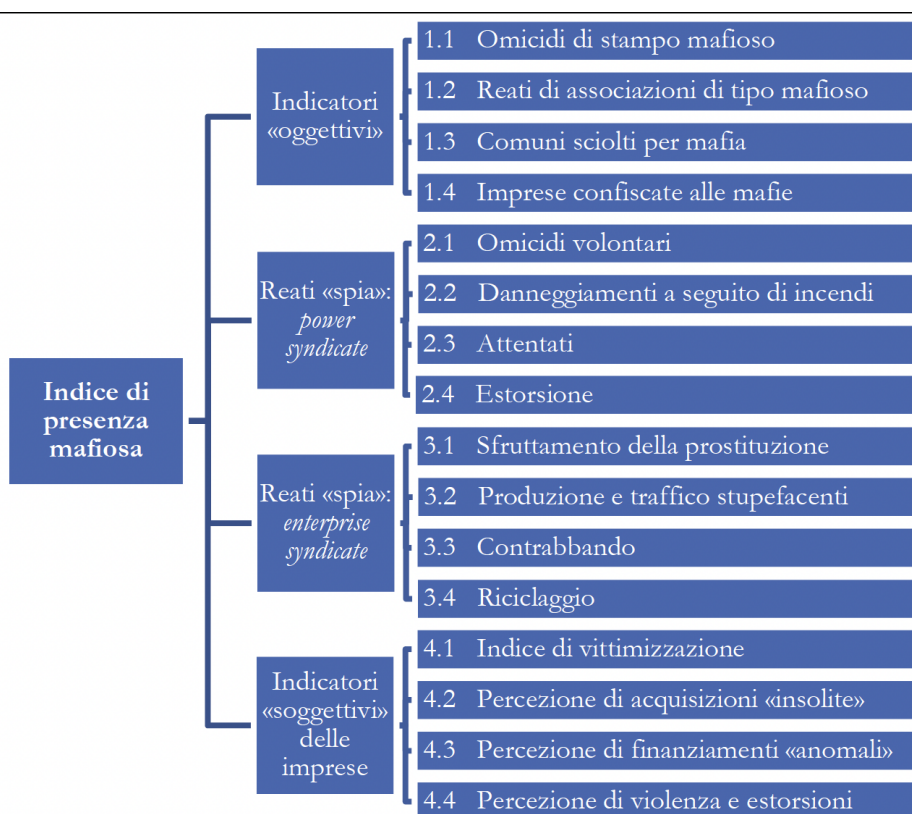 Indice di
presenza
mafiosa
Indicatori
«oggettivi»
1.1 Omicidi di stampo mafioso
1.2 Reati di associazioni di tipo mafioso
1.3 Comuni sciolti per mafia
1.4 Imprese confiscate alle mafie
Reati «spia»:
power
syndicate
2.1 Omicidi volontari
2.2 Danneggiamenti a seguito di incendi
2.3 Attentati
2.4 Estorsione
Reati «spia»:
enterprise
syndicate
3.1 Sfruttamento della prostituzione
3.2 Produzione e traffico stupefacenti
3.3 Contrabbando
3.4 Riciclaggio
Indicatori
«soggettivi»
delle
imprese
4.1 Indice di vittimizzazione
4.2 Percezione di acquisizioni «insolite»
4.3 Percezione di finanziamenti «anomali»
4.4 Percezione di violenza e estorsioni